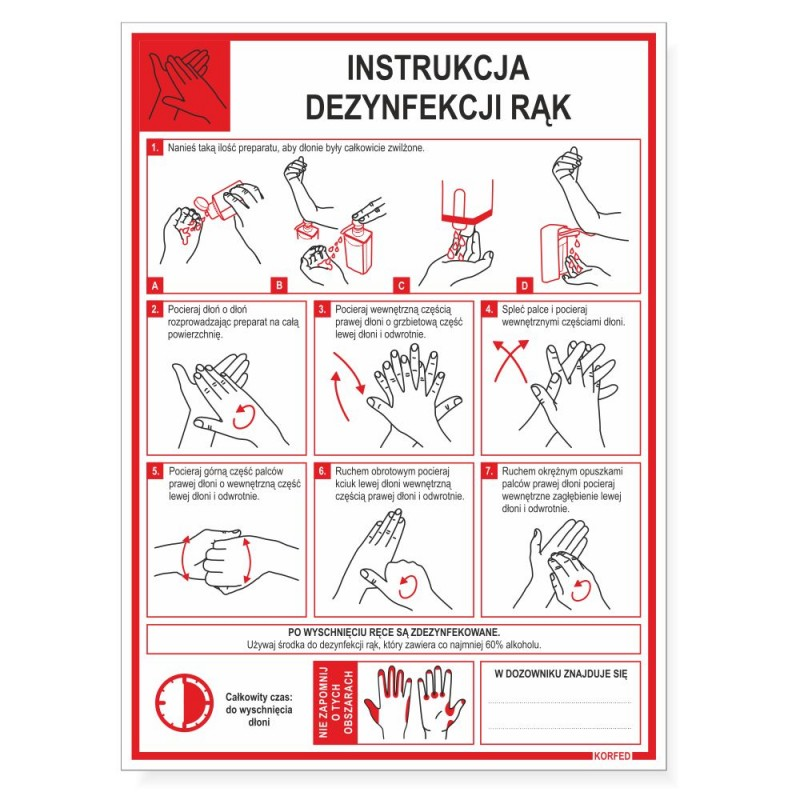 INSTRUKCJA
DEZYNFEKCJI RĄK
1. Nanieś taką ilość preparatu, aby dłonie były całkowicie zwilżone.
A B C D
2. Pocieraj dłoń o dłoń
rozprowadzając preparat na całą
powierzchnię.
3. Pocieraj wewnętrzną częścią
prawej dłoni o grzbietową część
lewej dłoni i odwrotnie.
4. Spleć palce i pocieraj
wewnętrznymi częściami dłoni.
5. Pocieraj górną część palców
prawej dłoni o wewnętrzną część
lewej dłoni i odwrotnie.
6. Ruchem obrotowym pocieraj
kciuk lewej dłoni wewnętrzną
częścią prawej dłoni i odwrotnie.
7. Ruchem okrężnym opuszkami
palców prawej dłoni pocieraj
wewnętrzne zagłębienie lewej
dłoni i odwrotnie.
PO WYSCHNIĘCIU RĘCE SĄ ZDEZYNFEKOWANE.
Używaj środka do dezynfekcji rąk, który zawiera co najmniej 60% alkoholu.
Całkowity czas:
do wyschnięcia
dłoni
NIE ZAPOMNIJ
O TYCH
OBSZARACH
W DOZOWNIKU ZNAJDUJE SIĘ
KORFED